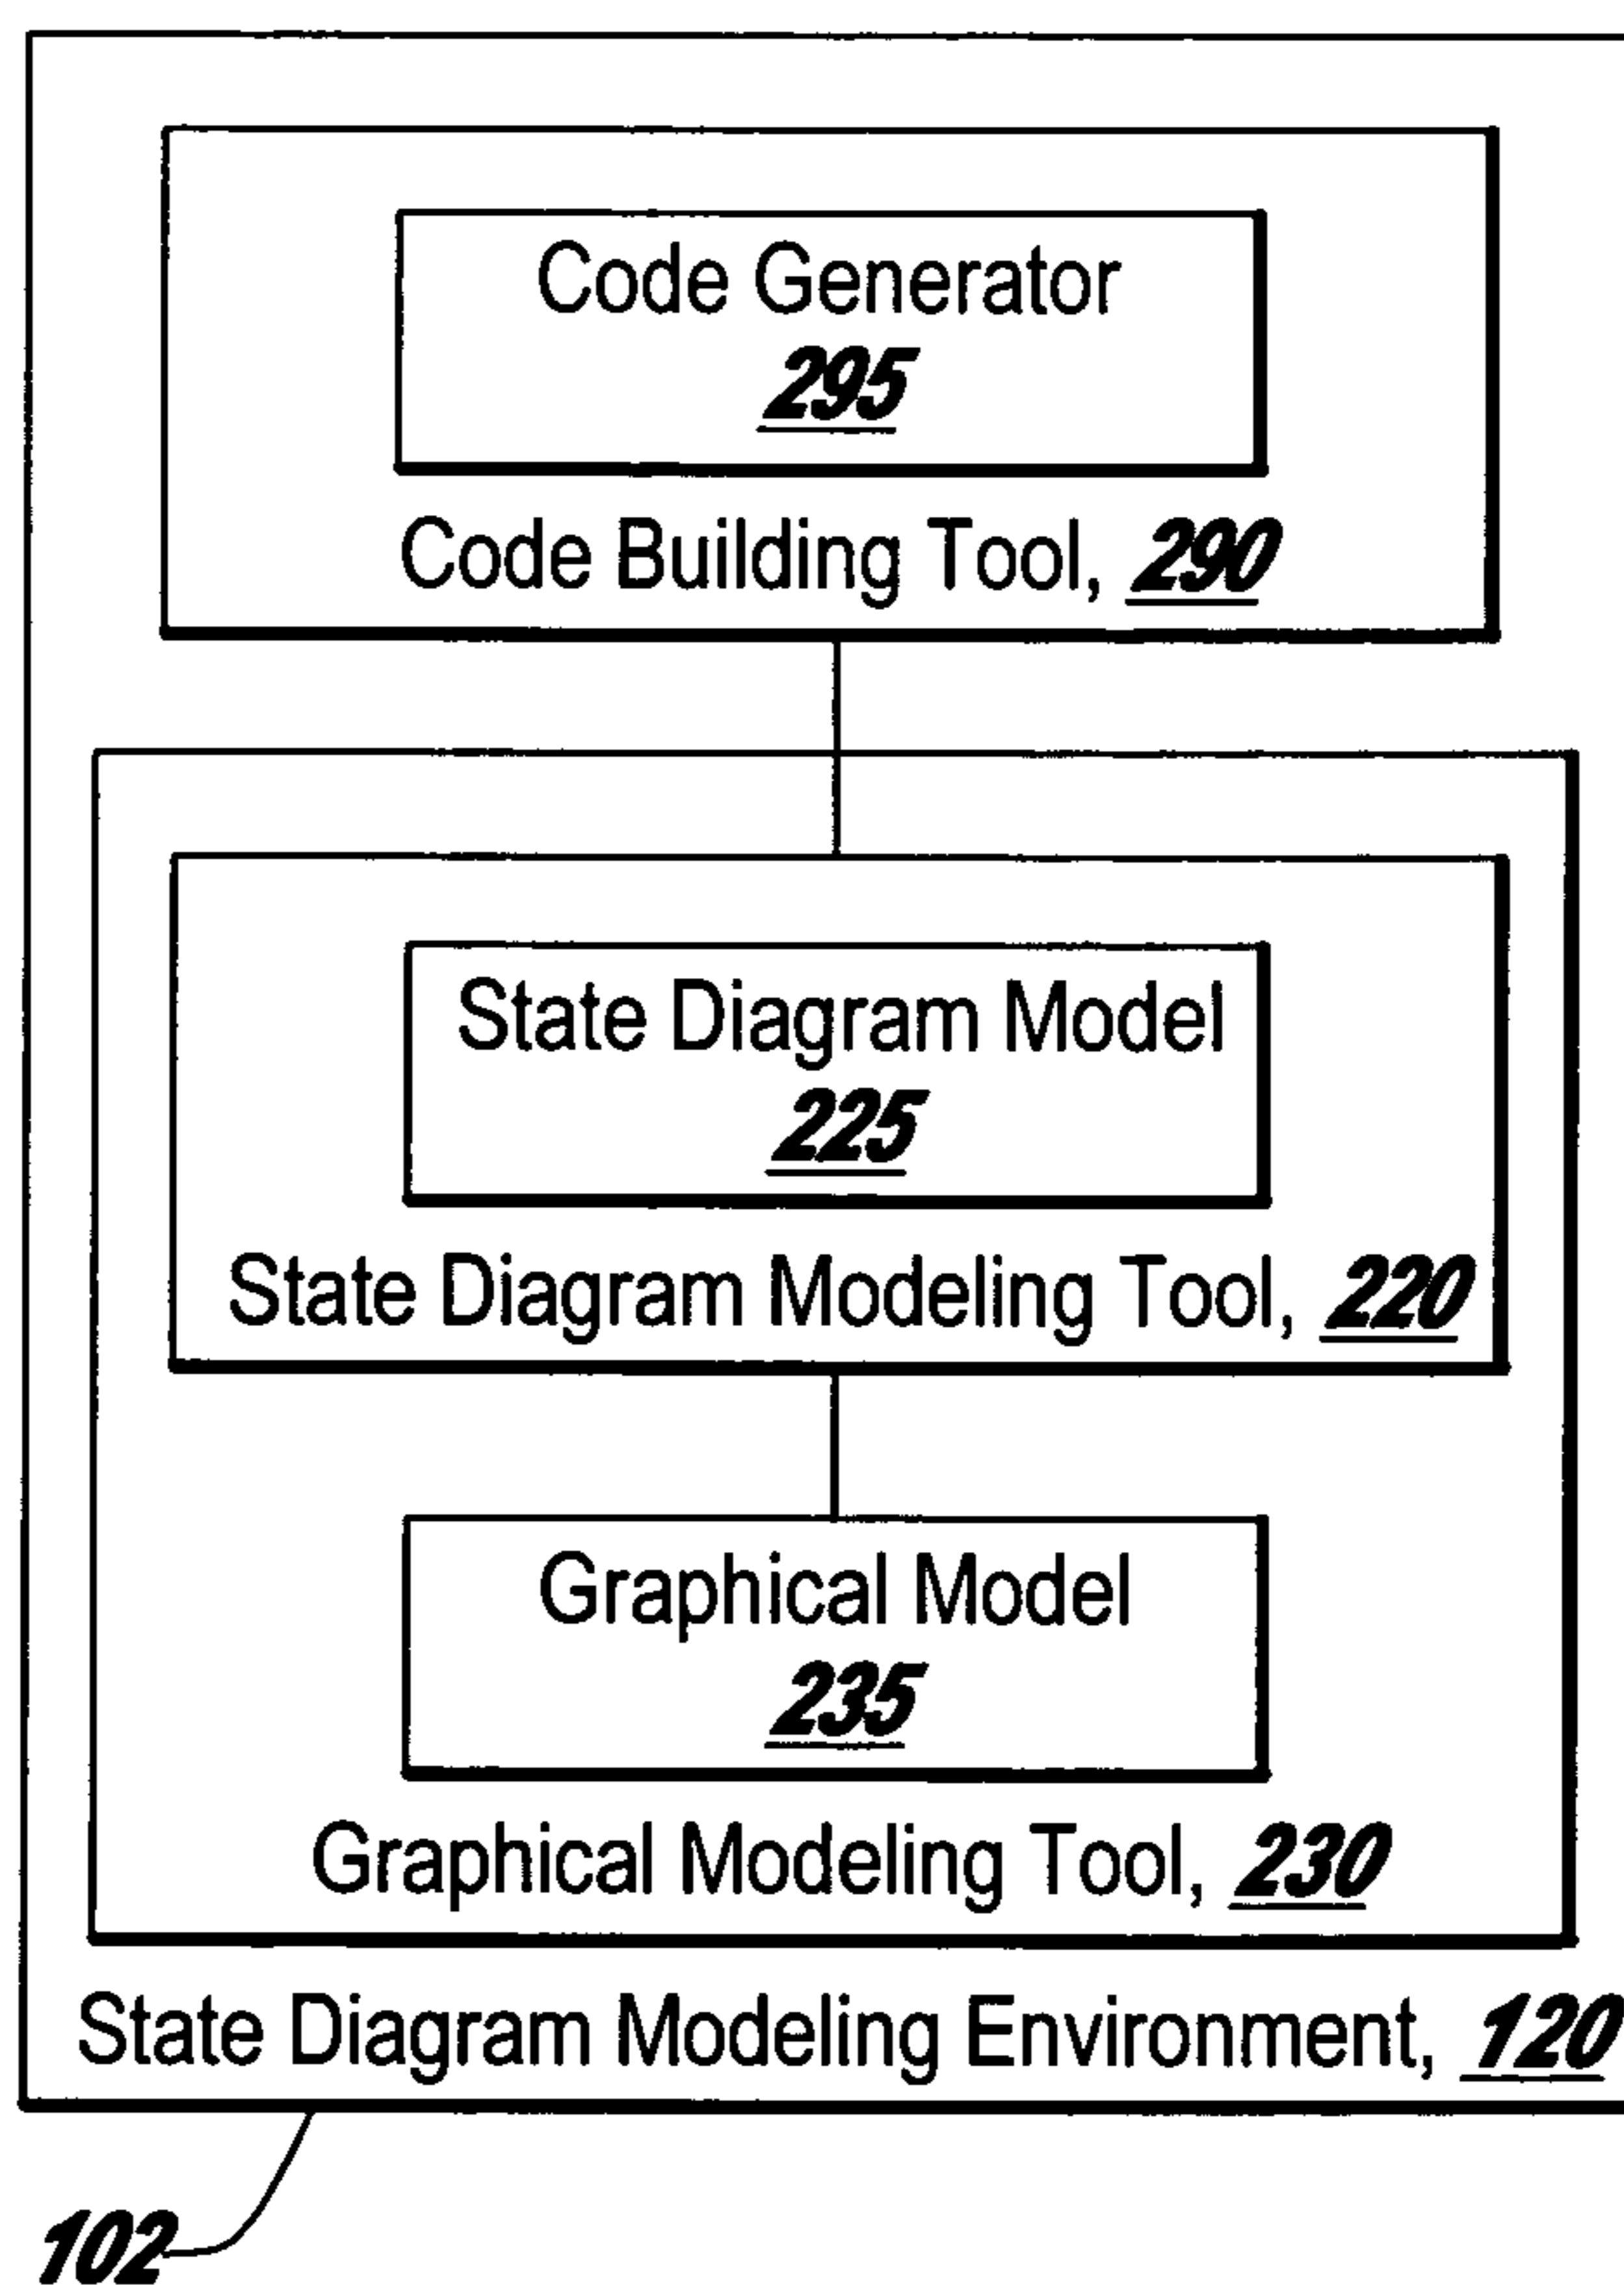 Code Generator
295
Code Building Tool, 290
State Diagram Model
225
State Diagram Modeling Tool, 220
Graphical Model
235
Graphical Modeling Tool, 230
State Diagram Modeling Environment, 120
102